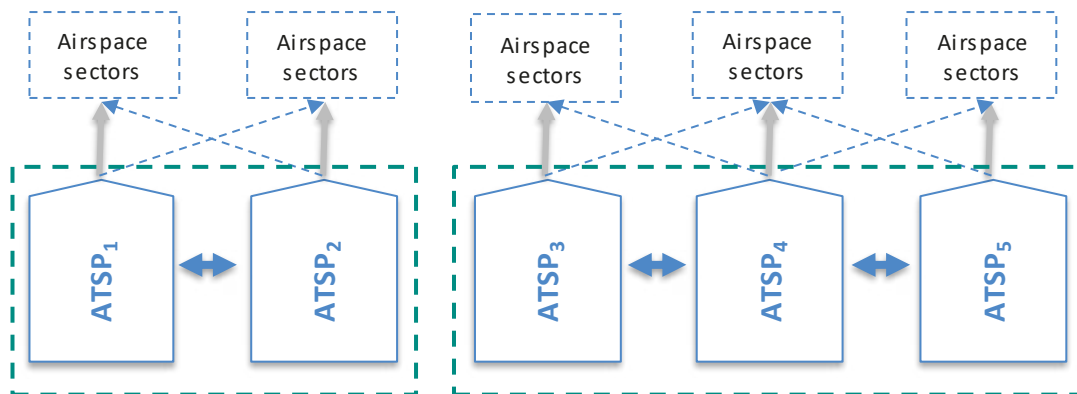 Airspace
sectors
Airspace
sectors
Airspace
sectors
Airspace
sectors
Airspace
sectors
ATSP₁
ATSP₂
ATSP₃
ATSP₄
ATSP₅